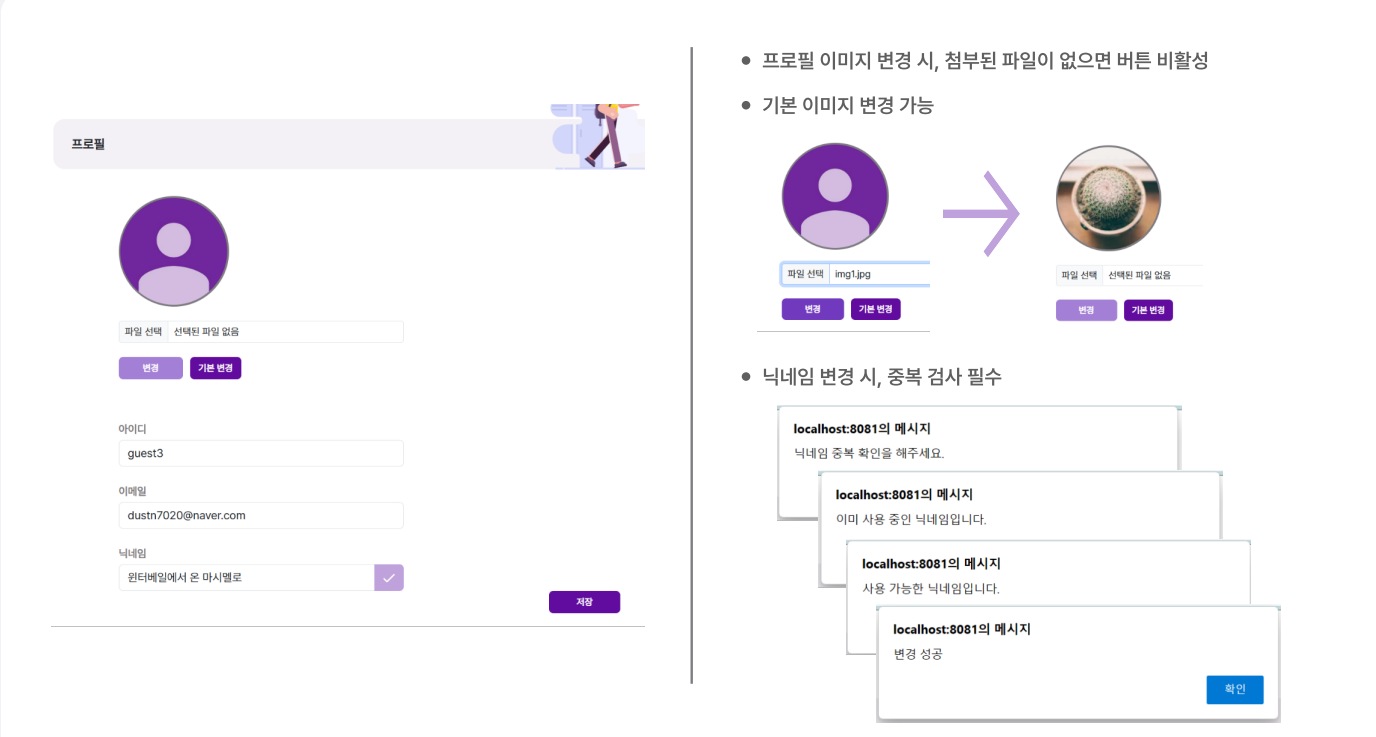 프로필
파일 선택 선택된 파일 없음
변경 기본 변경
아이디
guest3
이메일
dustn7020@naver.com
닉네임
윈터베일에서 온 마시멜로
저장
• 프로필 이미지 변경 시, 첨부된 파일이 없으면 버튼 비활성
• 기본 이미지 변경 가능
파일 선택 img1.jpg
변경 기본 변경
파일 선택 선택된 파일 없음
변경 기본 변경
• 닉네임 변경 시, 중복 검사 필수
localhost:8081의 메시지
닉네임 중복 확인을 해주세요.
localhost:8081의 메시지
이미 사용 중인 닉네임입니다.
localhost:8081의 메시지
사용 가능한 닉네임입니다.
localhost:8081의 메시지
변경 성공
확인